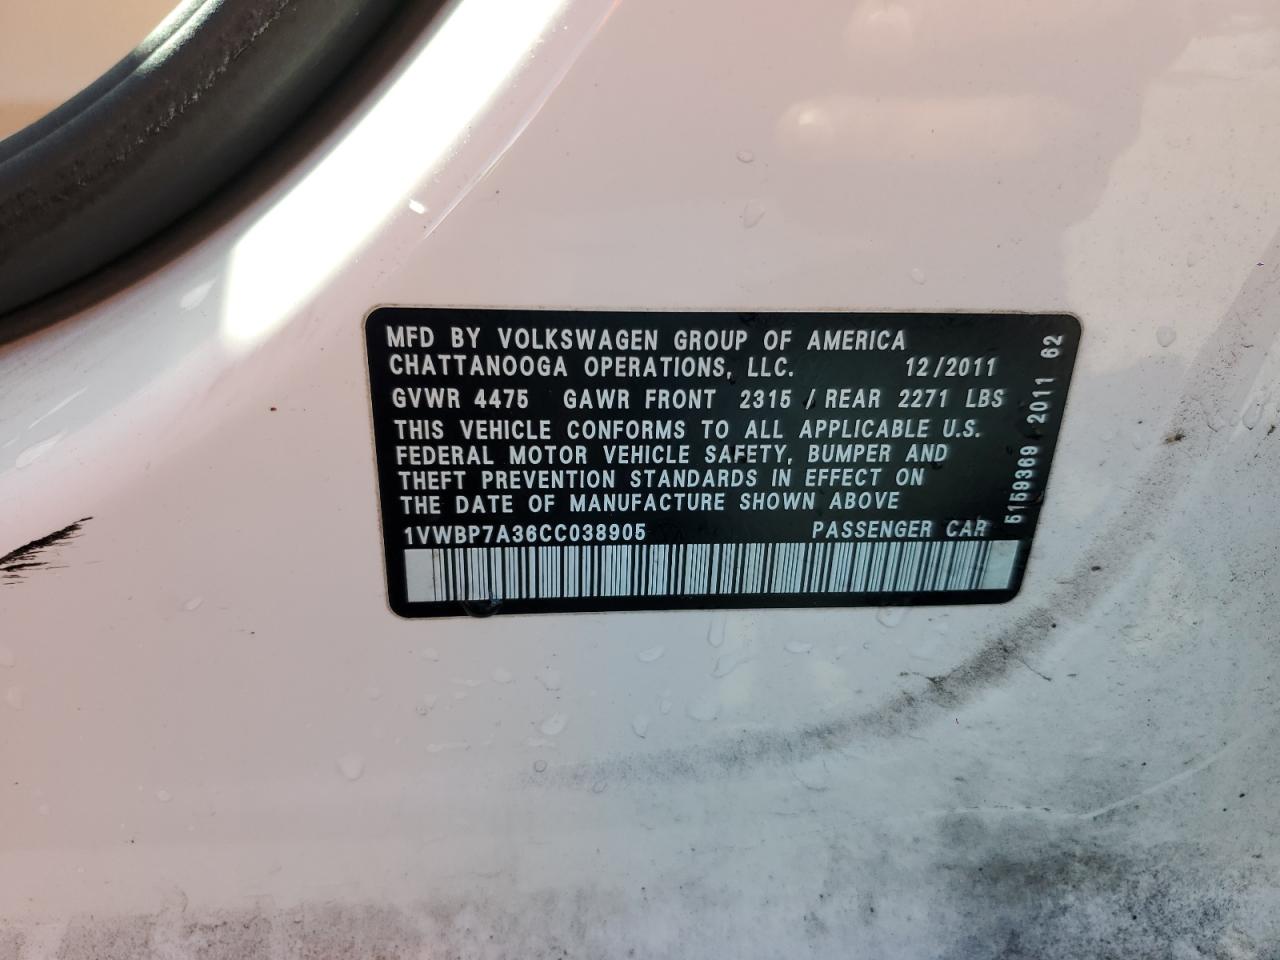 MFD BY VOLKSWAGEN GROUP OF AMERICA
CHATTANOOGA OPERATIONS, LLC. 12/2011
GVWR 4475 GAWR FRONT 2315 / REAR 2271 LBS
THIS VEHICLE CONFORMS TO ALL APPLICABLE U.S.
FEDERAL MOTOR VEHICLE SAFETY, BUMPER AND
THEFT PREVENTION STANDARDS IN EFFECT ON
THE DATE OF MANUFACTURE SHOWN ABOVE
1VWBP7A36CC038905 PASSENGER CAR
5159369 2011 62